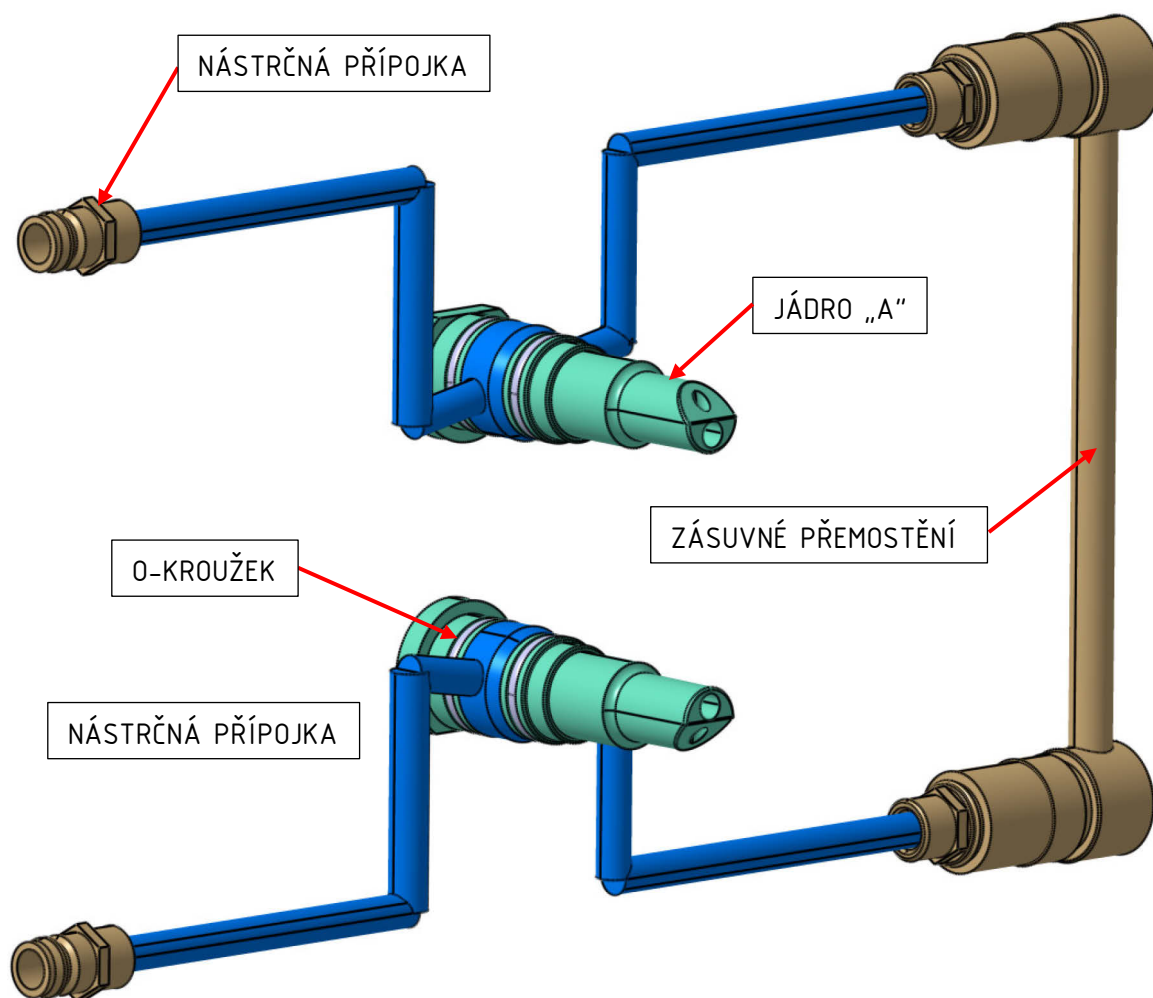 NÁSTRČNÁ PŘÍPOJKA
JÁDRO „A“
ZÁSUVNÉ PŘEMOSTĚNÍ
O-KROUŽEK
NÁSTRČNÁ PŘÍPOJKA